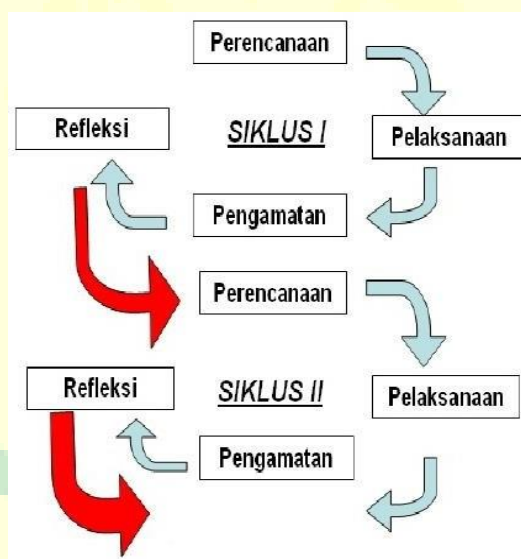 Perencanaan
Refleksi
SIKLUS I
Pelaksanaan
Pengamatan
Perencanaan
Refleksi
SIKLUS II
Pelaksanaan
Pengamatan